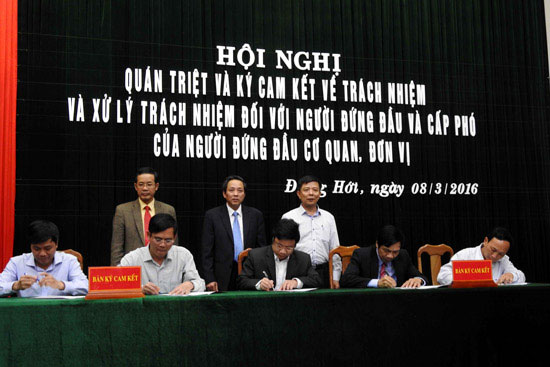 HỘI NGHỊ
QUÁN TRIỆT VÀ KÝ CAM KẾT VỀ TRÁCH NHIỆM
VÀ XỬ LÝ TRÁCH NHIỆM ĐỐI VỚI NGƯỜI ĐỨNG ĐẦU VÀ CẤP PHÓ
CỦA NGƯỜI ĐỨNG ĐẦU CƠ QUAN, ĐƠN VỊ
Đồng Hới, ngày 08/3/2016
BÀN KÝ CAM KẾT
BÀN KÝ CAM KẾT